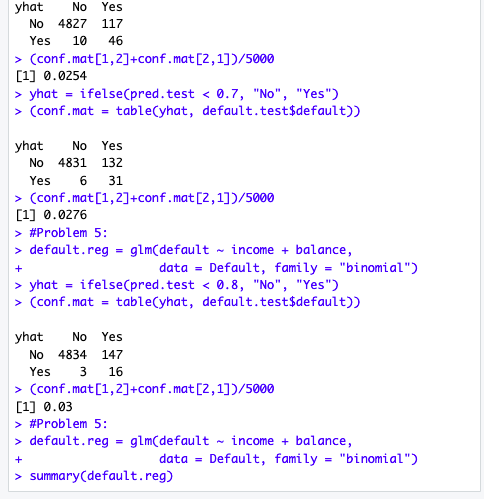 yhat    No  Yes
  No  4827  117
  Yes   10   46
> (conf.mat[1,2]+conf.mat[2,1])/5000
[1] 0.0254
> yhat = ifelse(pred.test < 0.7, "No", "Yes")
> (conf.mat = table(yhat, default.test$default))
yhat    No  Yes
  No  4831  132
  Yes    6   31
> (conf.mat[1,2]+conf.mat[2,1])/5000
[1] 0.0276
> #Problem 5:
> default.reg = glm(default ~ income + balance,
+                   data = Default, family = "binomial")
> yhat = ifelse(pred.test < 0.8, "No", "Yes")
> (conf.mat = table(yhat, default.test$default))
yhat    No  Yes
  No  4834  147
  Yes    3   16
> (conf.mat[1,2]+conf.mat[2,1])/5000
[1] 0.03
> #Problem 5:
> default.reg = glm(default ~ income + balance,
+                   data = Default, family = "binomial")
> summary(default.reg)